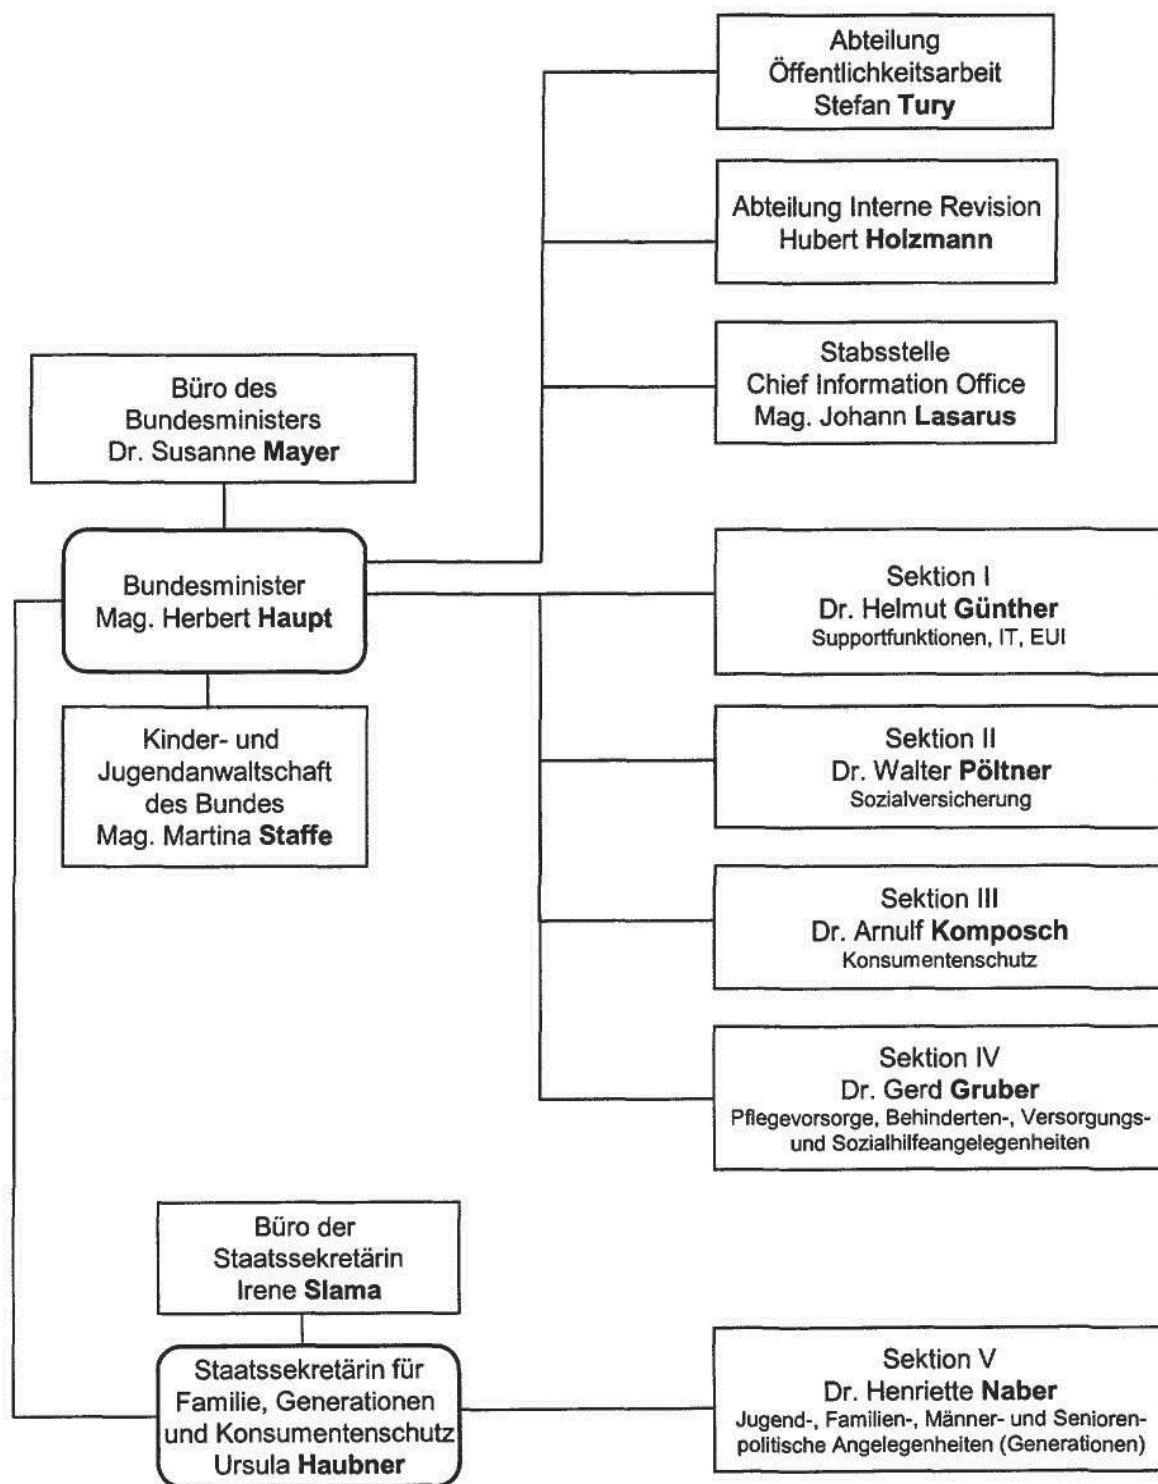 Abteilung
Öffentlichkeitsarbeit
Stefan Tury
Abteilung Interne Revision
Hubert Holzmann
Stabsstelle
Chief Information Office
Mag. Johann Lasarus
Büro des
Bundesministers
Dr. Susanne Mayer
Bundesminister
Mag. Herbert Haupt
Kinder- und
Jugendanwaltschaft
des Bundes
Mag. Martina Staffe
Sektion I
Dr. Helmut Günther
Supportfunktionen, IT, EUI
Sektion II
Dr. Walter Pöltner
Sozialversicherung
Sektion III
Dr. Arnulf Komposch
Konsumentenschutz
Sektion IV
Dr. Gerd Gruber
Pflegevorsorge, Behinderten-, Versorgungs-
und Sozialhilfeangelegenheiten
Büro der
Staatssekretärin
Irene Slama
Staatssekretärin für
Familie, Generationen
und Konsumentenschutz
Ursula Haubner
Sektion V
Dr. Henriette Naber
Jugend-, Familien-, Männer- und Senioren-
politische Angelegenheiten (Generationen)